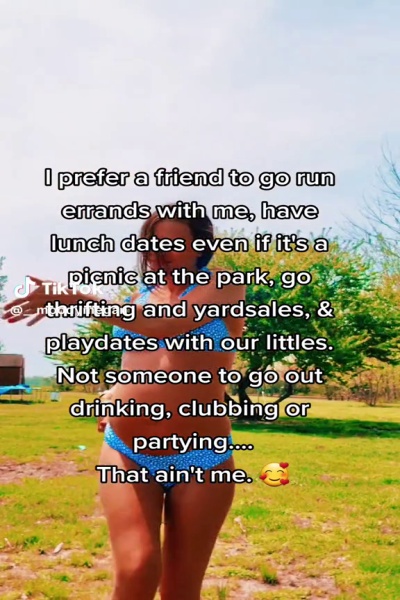 I prefer a friend to go run
errands with me, have
lunch dates even if it's a
picnic at the park, go
TikTok
thrifting and yardsales, &
playdates with our littles.
Not someone to go out
drinking, clubbing or
partying....
That ain't me. 🥰